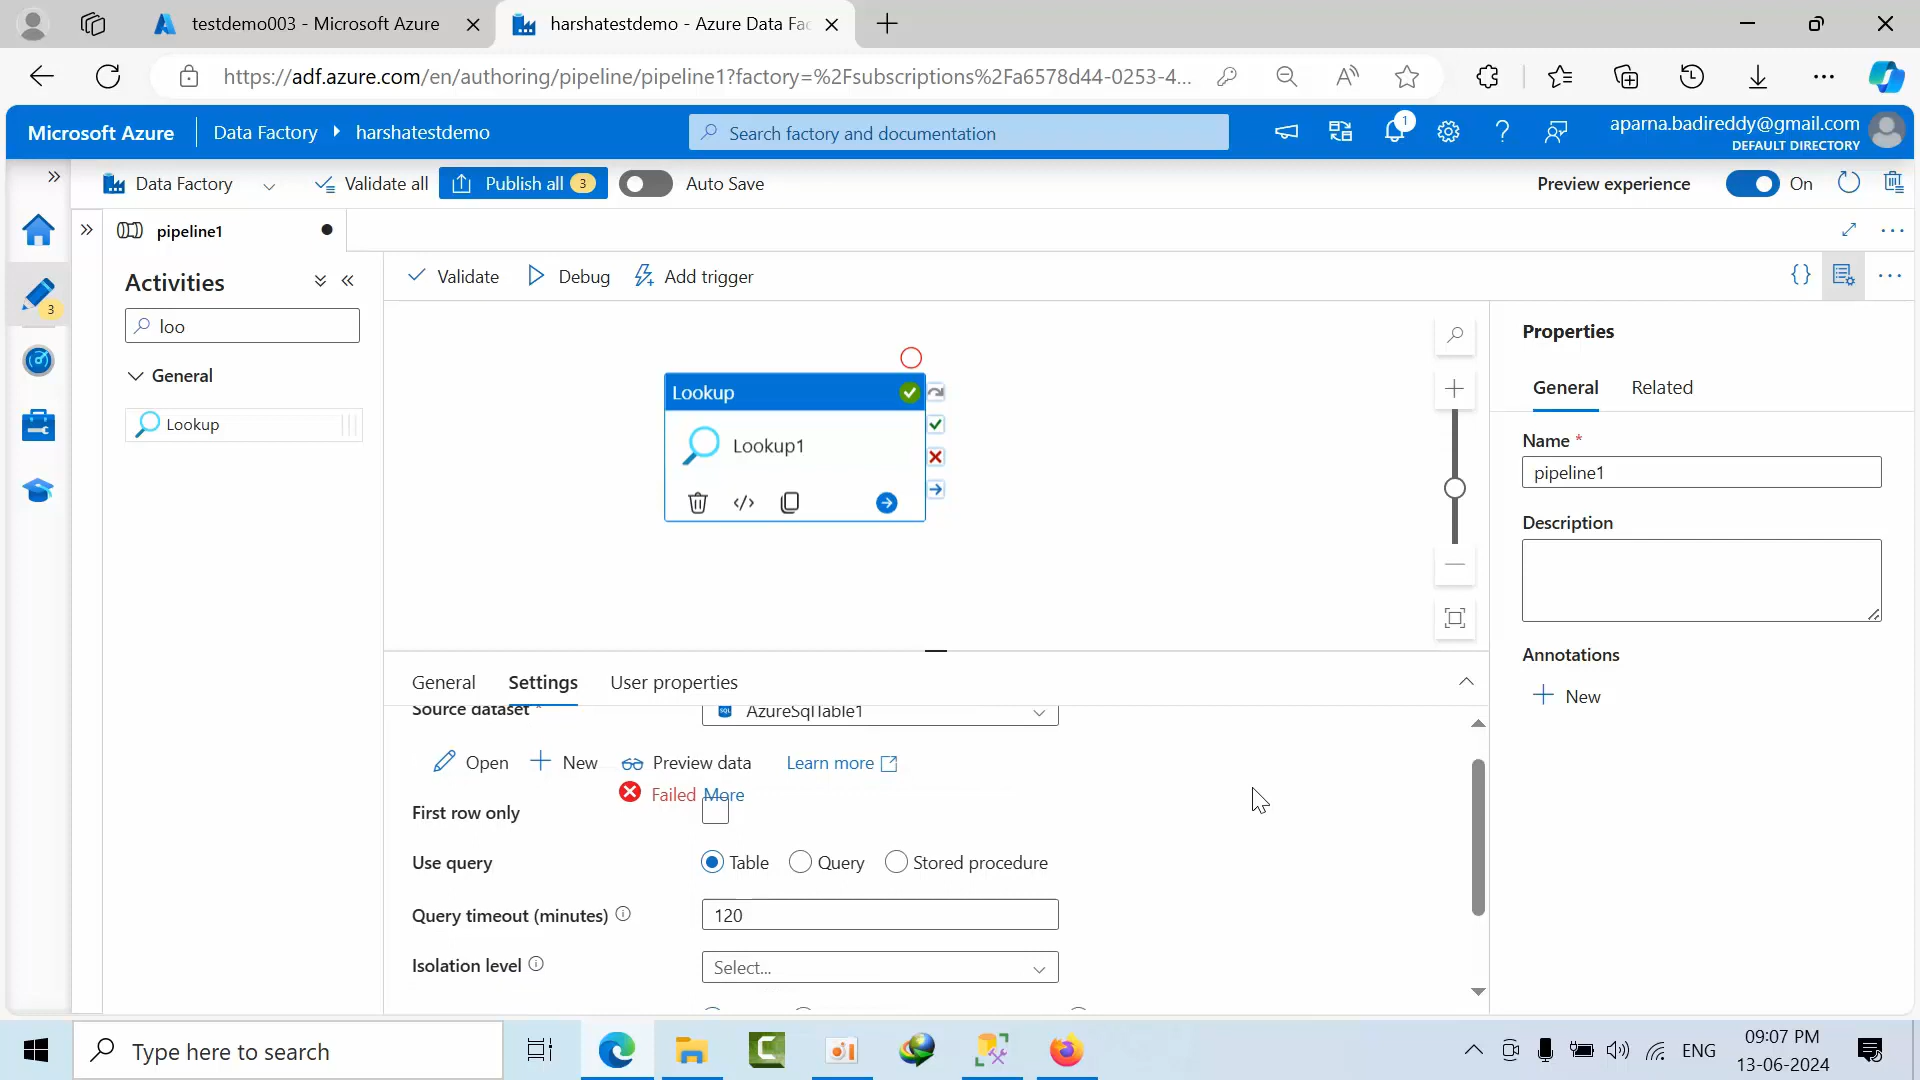 testdemo003 - Microsoft Azure
harshatestdemo - Azure Data Fac
https://adf.azure.com/en/authoring/pipeline/pipeline1?factory=%2Fsubscriptions%2Fa6578d44-0253-4...
Microsoft Azure
Data Factory
harshatestdemo
Search factory and documentation
1
aparna.badireddy@gmail.com
DEFAULT DIRECTORY
Data Factory
Validate all
Publish all 3
Auto Save
Preview experience
On
pipeline1
3
Activities
loo
General
Lookup
Validate
Debug
Add trigger
Lookup
Lookup1
Properties
General
Related
Name *
pipeline1
Description
Annotations
New
General
Settings
User properties
Source dataset *
AzureSqlTable1
Open
New
Preview data
Learn more
Failed More
First row only
Use query
Table
Query
Stored procedure
Query timeout (minutes)
120
Isolation level
Select...
Type here to search
ENG
09:07 PM
13-06-2024